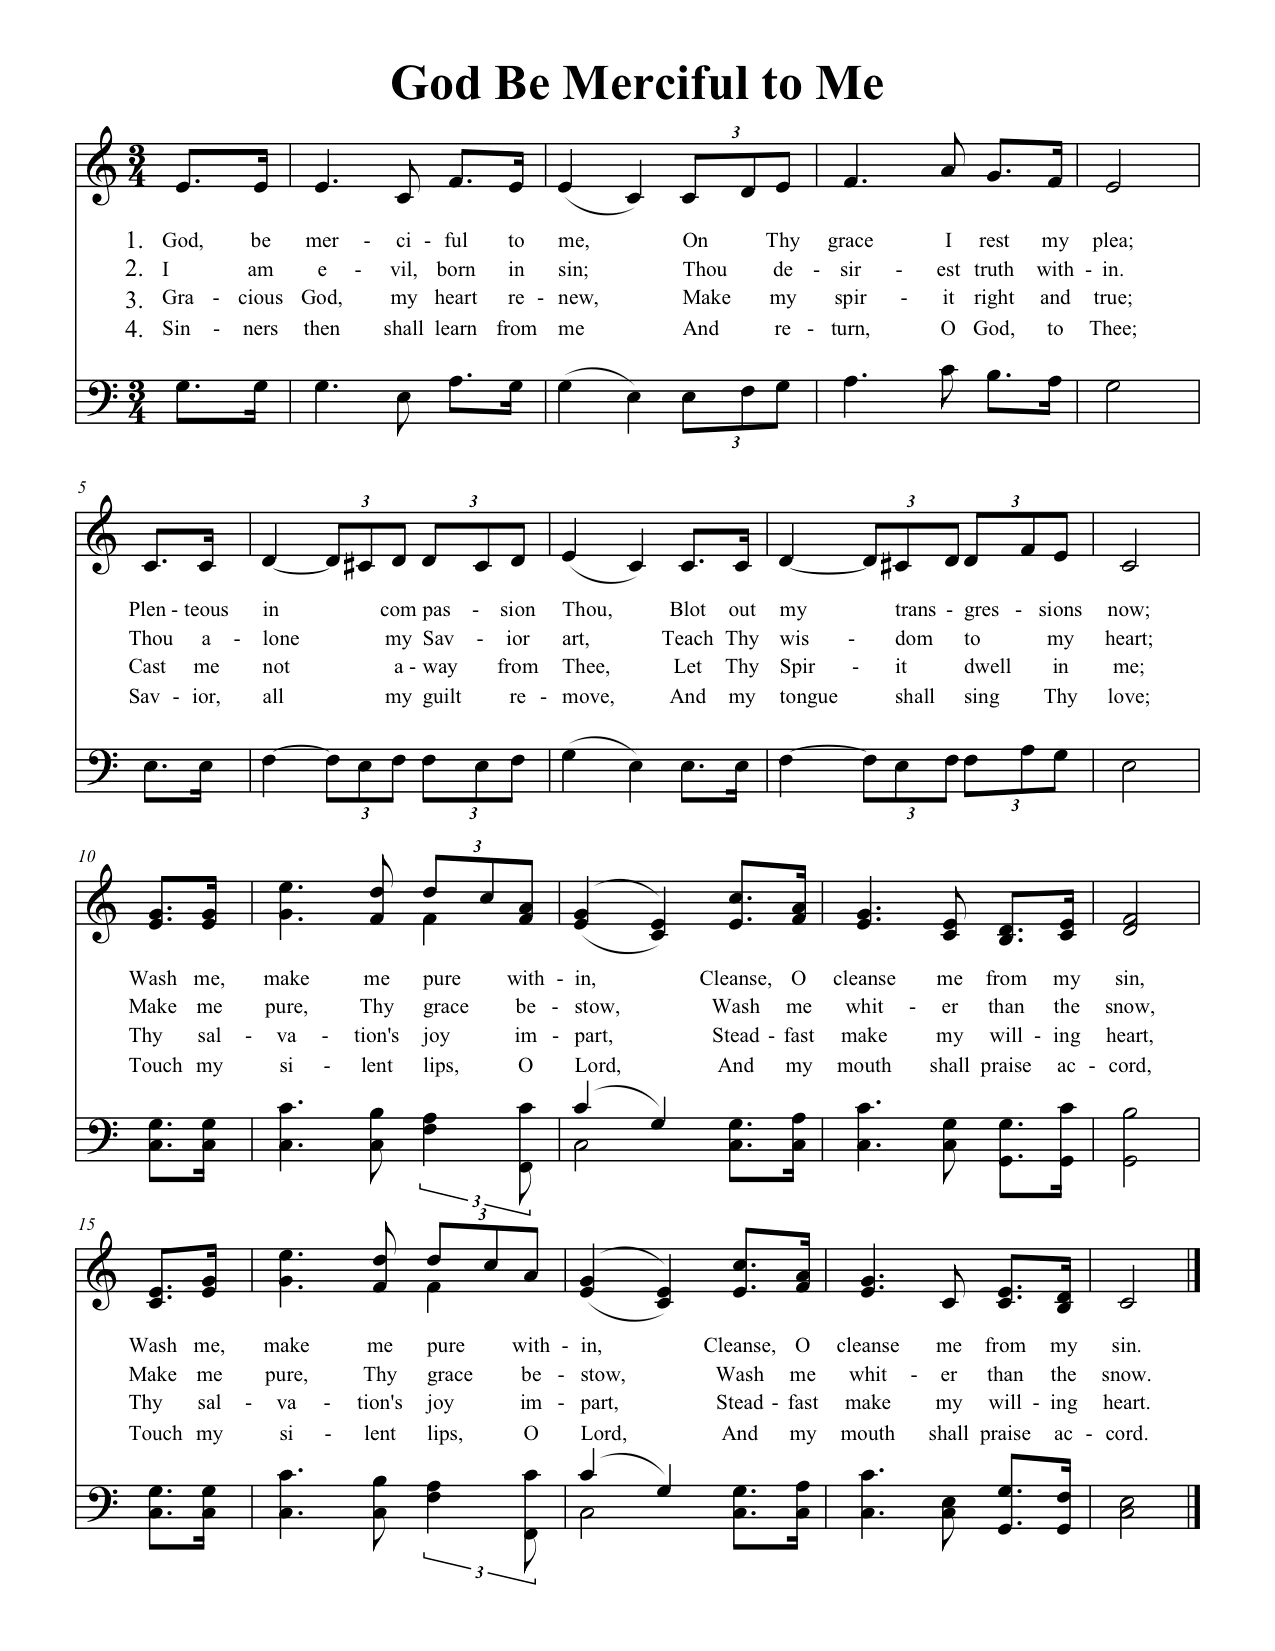 God Be Merciful to Me
3
3
4
1. God, be mer - ci - ful to me, On Thy grace I rest my plea;
2. I am e - vil, born in sin; Thou de - sir - est truth with - in.
3. Gra - cious God, my heart re - new, Make my spir - it right and true;
4. Sin - ners then shall learn from me And re - turn, O God, to Thee;
3
4
3
5
3 3 3 3
Plen - teous in com pas - sion Thou, Blot out my trans - gres - sions now;
Thou a - lone my Sav - ior art, Teach Thy wis - dom to my heart;
Cast me not a - way from Thee, Let Thy Spir - it dwell in me;
Sav - ior, all my guilt re - move, And my tongue shall sing Thy love;
3 3 3 3
10
3
Wash me, make me pure with - in, Cleanse, O cleanse me from my sin,
Make me pure, Thy grace be - stow, Wash me whit - er than the snow,
Thy sal - va - tion's joy im - part, Stead - fast make my will - ing heart,
Touch my si - lent lips, O Lord, And my mouth shall praise ac - cord,
3
15
3
Wash me, make me pure with - in, Cleanse, O cleanse me from my sin.
Make me pure, Thy grace be - stow, Wash me whit - er than the snow.
Thy sal - va - tion's joy im - part, Stead - fast make my will - ing heart.
Touch my si - lent lips, O Lord, And my mouth shall praise ac - cord.
3